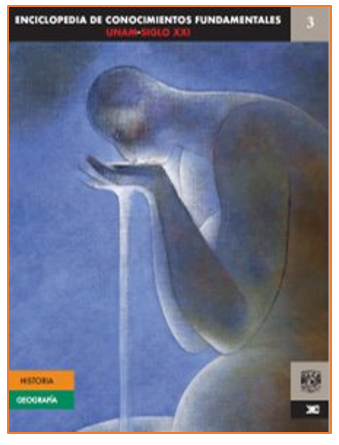 ENCICLOPEDIA DE CONOCIMIENTOS FUNDAMENTALES
UNAM-SIGLO XXI
3
HISTORIA
GEOGRAFÍA